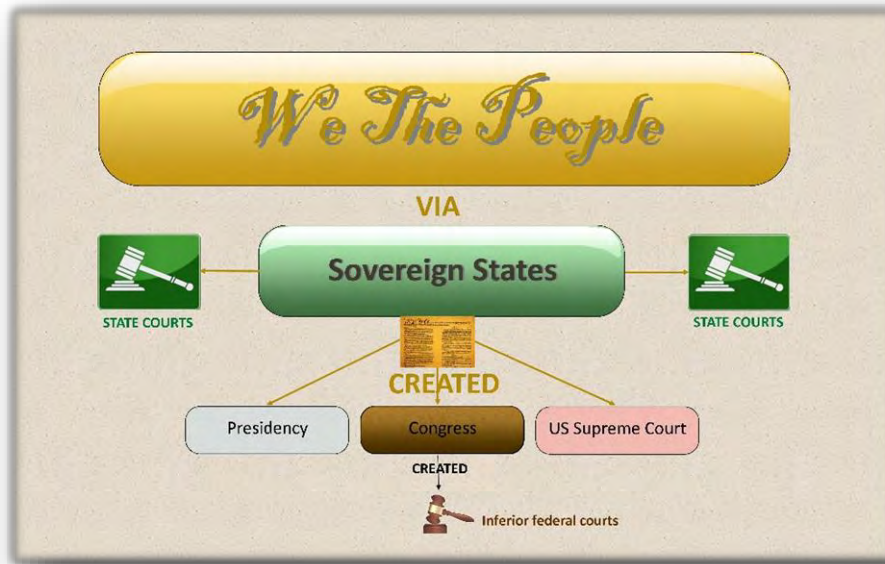 We The People
VIA
Sovereign States
STATE COURTS
STATE COURTS
CREATED
Presidency
Congress
US Supreme Court
CREATED
Inferior federal courts